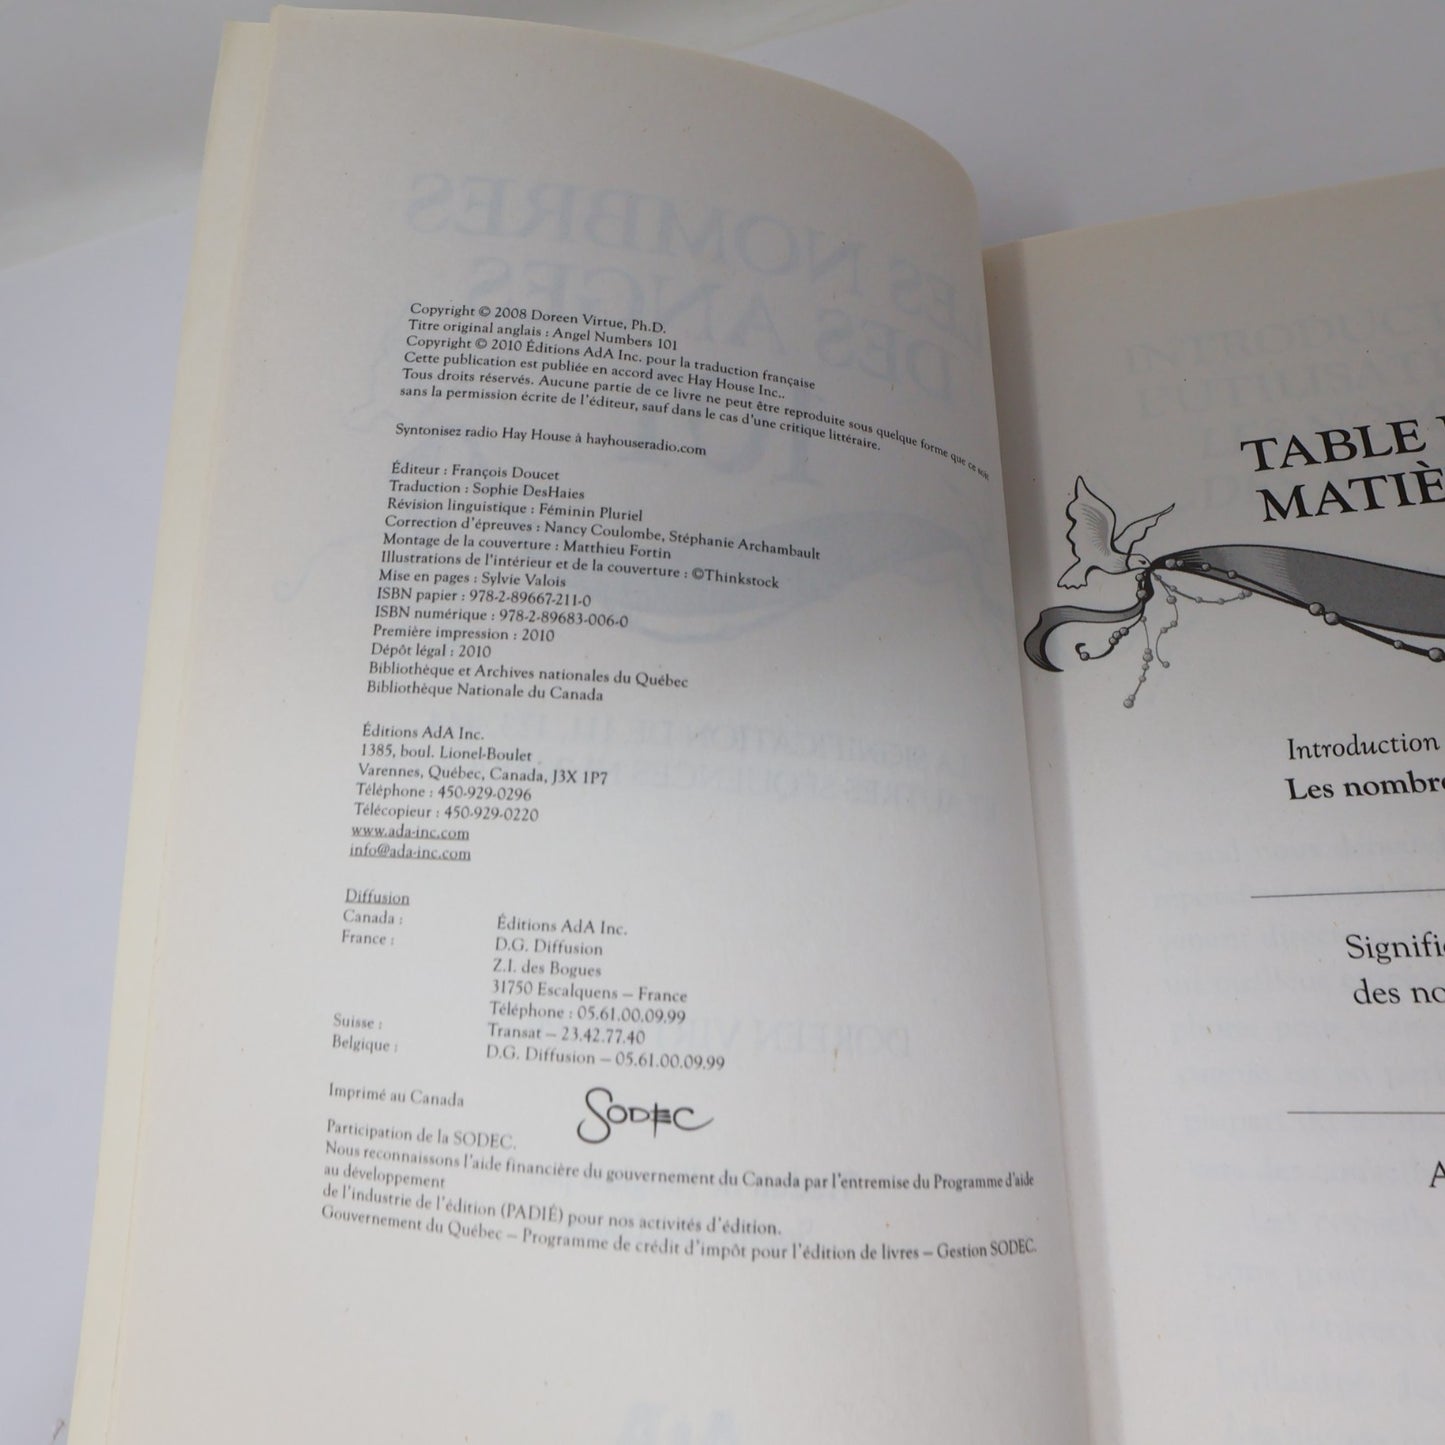 Copyright © 2008 Doreen Virtue, Ph.D.
Titre original anglais : Angel Numbers 101
Copyright © 2010 Éditions AdA Inc. pour la traduction française
Cette publication est publiée en accord avec Hay House Inc..
Tous droits réservés. Aucune partie de ce livre ne peut être reproduite sous quelque forme que ce soit
sans la permission écrite de l'éditeur, sauf dans le cas d'une critique littéraire.
Syntonisez radio Hay House à hayhouseradio.com
Éditeur : François Doucet
Traduction : Sophie DesHaies
Révision linguistique : Féminin Pluriel
Correction d'épreuves : Nancy Coulombe, Stéphanie Archambault
Montage de la couverture : Matthieu Fortin
Illustrations de l'intérieur et de la couverture : ©Thinkstock
Mise en pages : Sylvie Valois
ISBN papier : 978-2-89667-211-0
ISBN numérique : 978-2-89683-006-0
Première impression : 2010
Dépôt légal : 2010
Bibliothèque et Archives nationales du Québec
Bibliothèque Nationale du Canada
Éditions AdA Inc.
1385, boul. Lionel-Boulet
Varennes, Québec, Canada, J3X 1P7
Téléphone : 450-929-0296
Télécopieur : 450-929-0220
www.ada-inc.com
info@ada-inc.com
Diffusion
Canada : Éditions AdA Inc.
France : D.G. Diffusion
Z.I. des Bogues
31750 Escalquens – France
Téléphone : 05.61.00.09.99
Suisse : Transat – 23.42.77.40
Belgique : D.G. Diffusion – 05.61.00.09.99
Imprimé au Canada
SODEC
Participation de la SODEC.
Nous reconnaissons l'aide financière du gouvernement du Canada par l'entremise du Programme d'aide
au développement
de l'industrie de l'édition (PADIÉ) pour nos activités d'édition.
Gouvernement du Québec – Programme de crédit d'impôt pour l'édition de livres – Gestion SODEC.
TABLE
MATIÈ
Introduction
Les nombre
Signifi
des no
A